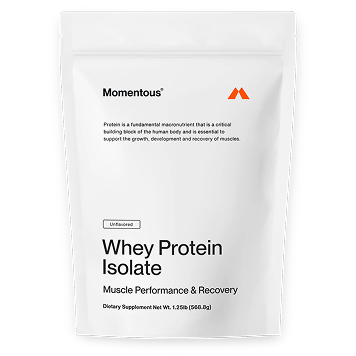 Momentous®
Protein is a fundamental macronutrient that is a critical
building block of the human body and is essential to
support the growth, development and recovery of muscles.
Unflavored
Whey Protein
Isolate
Muscle Performance & Recovery
Dietary Supplement Net Wt. 1.25lb (568.8g)